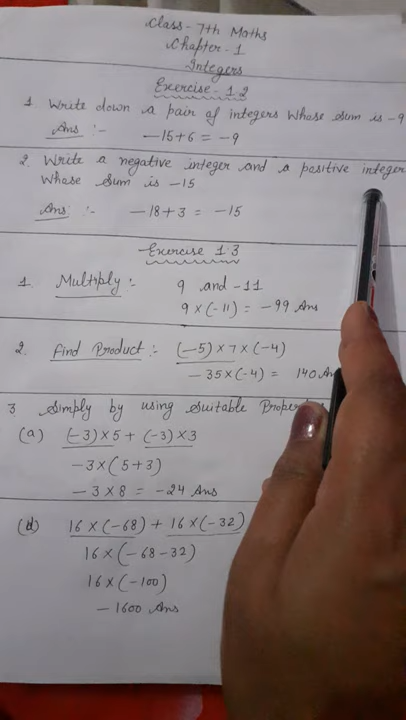 Class - 7th Maths
Chapter - 1
Integers
Exercise - 1.2
1. Write down a pair of integers whose sum is -9
Ans :- -15+6 = -9
2. Write a negative integer and a positive integer
whose sum is -15
Ans :- -18+3 = -15
Exercise 1.3
1. Multiply :- 9 and -11
9 × (-11) = -99 Ans
2. Find Product :- (-5) × 7 × (-4)
-35 × (-4) = 140 An
3 Simply by using suitable Proper
(a) (-3) × 5 + (-3) × 3
-3 × (5+3)
-3 × 8 = -24 Ans
(d) 16 × (-68) + 16 × (-32)
16 × (-68-32)
16 × (-100)
-1600 Ans